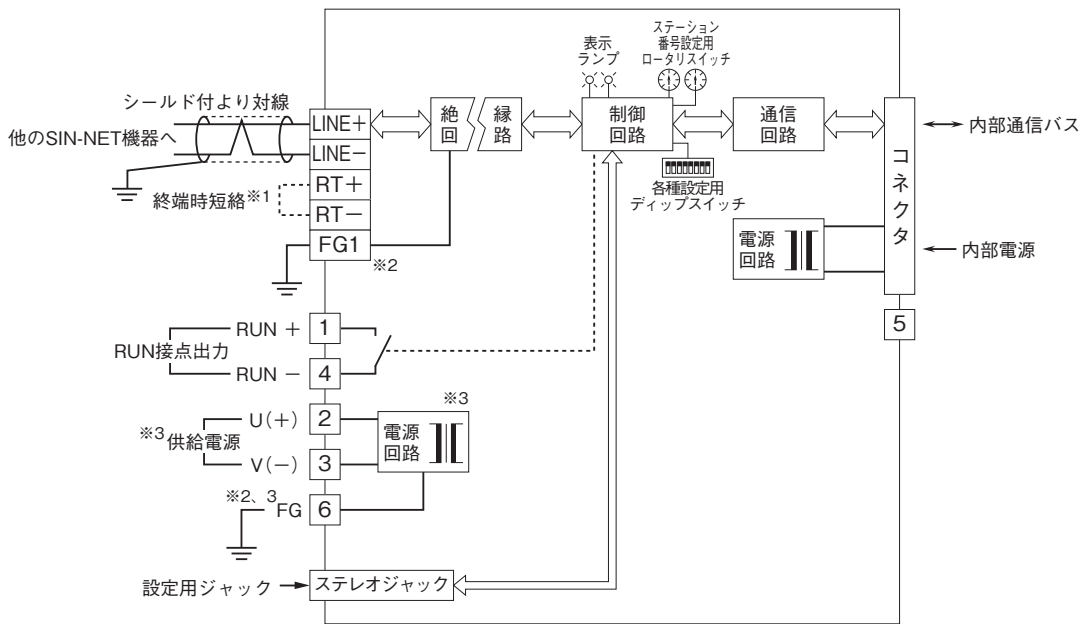 ステーション
番号設定用
ロータリスイッチ
表示
ランプ
シールド付より対線
他のSIN-NET機器へ
LINE+
LINE−
RT+
RT−
FG1
終端時短絡※1
※2
絶縁
回路
制御
回路
通信
回路
コネクタ
内部通信バス
各種設定用
ディップスイッチ
電源
回路
内部電源
5
RUN +
1
RUN接点出力
RUN −
4
※3
U(+)
2
※3 供給電源
電源
回路
V(−)
3
※2、3 FG
6
設定用ジャック
ステレオジャック